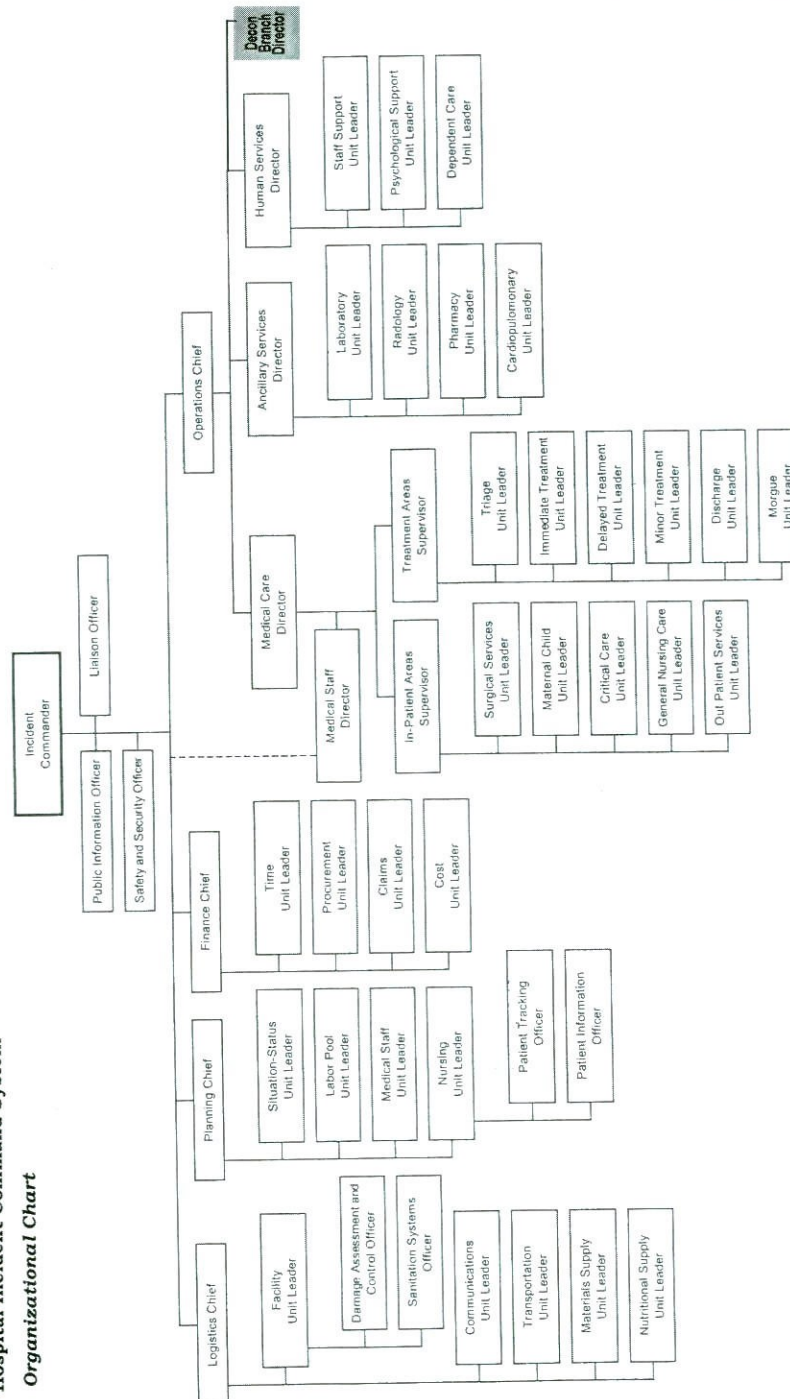 Hospital Incident Command System
Organizational Chart
Incident
Commander
Public Information Officer
Liaison Officer
Safety and Security Officer
Logistics Chief
Facility
Unit Leader
Damage Assessment and
Control Officer
Sanitation Systems
Officer
Communications
Unit Leader
Transportation
Unit Leader
Materials Supply
Unit Leader
Nutritional Supply
Unit Leader
Planning Chief
Situation-Status
Unit Leader
Labor Pool
Unit Leader
Medical Staff
Unit Leader
Nursing
Unit Leader
Patient Tracking
Officer
Patient Information
Officer
Finance Chief
Time
Unit Leader
Procurement
Unit Leader
Claims
Unit Leader
Cost
Unit Leader
Operations Chief
Medical Care
Director
Medical Staff
Director
In-Patient Areas
Supervisor
Surgical Services
Unit Leader
Maternal Child
Unit Leader
Critical Care
Unit Leader
General Nursing Care
Unit Leader
Out Patient Services
Unit Leader
Treatment Areas
Supervisor
Triage
Unit Leader
Immediate Treatment
Unit Leader
Delayed Treatment
Unit Leader
Minor Treatment
Unit Leader
Discharge
Unit Leader
Morgue
Unit Leader
Ancillary Services
Director
Laboratory
Unit Leader
Radology
Unit Leader
Pharmacy
Unit Leader
Cardiopulomonary
Unit Leader
Human Services
Director
Staff Support
Unit Leader
Psychological Support
Unit Leader
Dependent Care
Unit Leader
Decon
Branch
Director